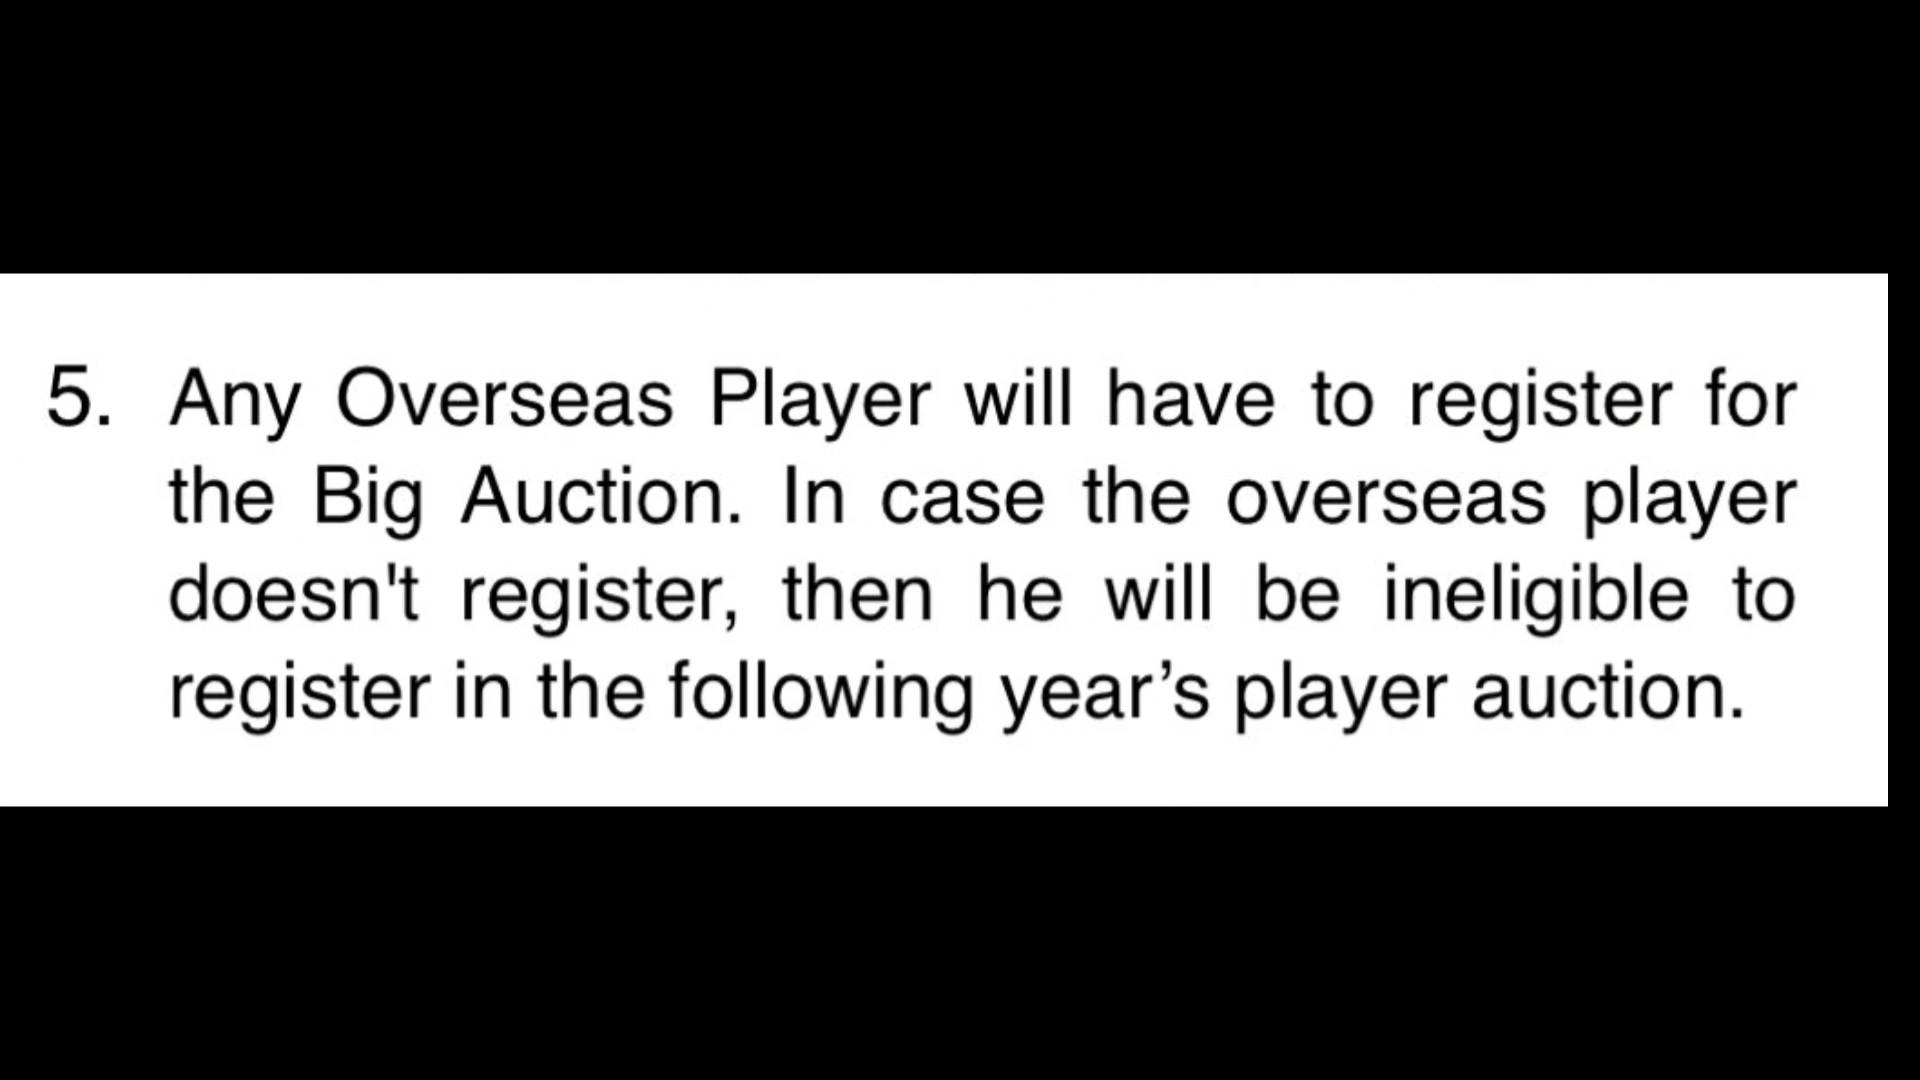 5. Any Overseas Player will have to register for
the Big Auction. In case the overseas player
doesn't register, then he will be ineligible to
register in the following year’s player auction.